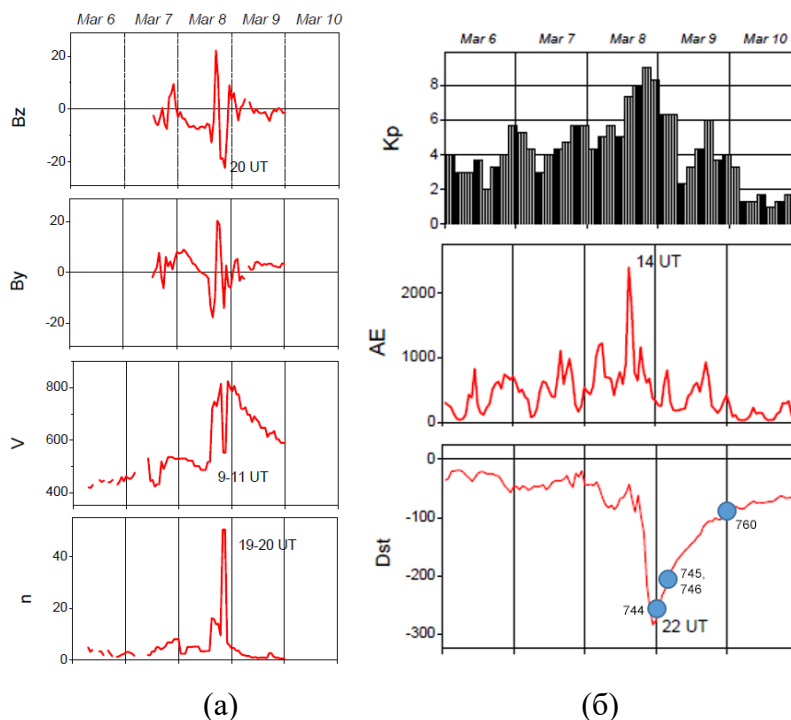 Mar 6 Mar 7 Mar 8 Mar 9 Mar 10
20
0
-20
Bz
20 UT
20
0
-20
By
800
600
400
V
9-11 UT
40
20
0
n
19-20 UT
(а)
Mar 6 Mar 7 Mar 8 Mar 9 Mar 10
8
6
4
2
0
Kp
2000
1000
0
AE
14 UT
0
-100
-200
-300
Dst
744
745,
746
760
22 UT
(б)